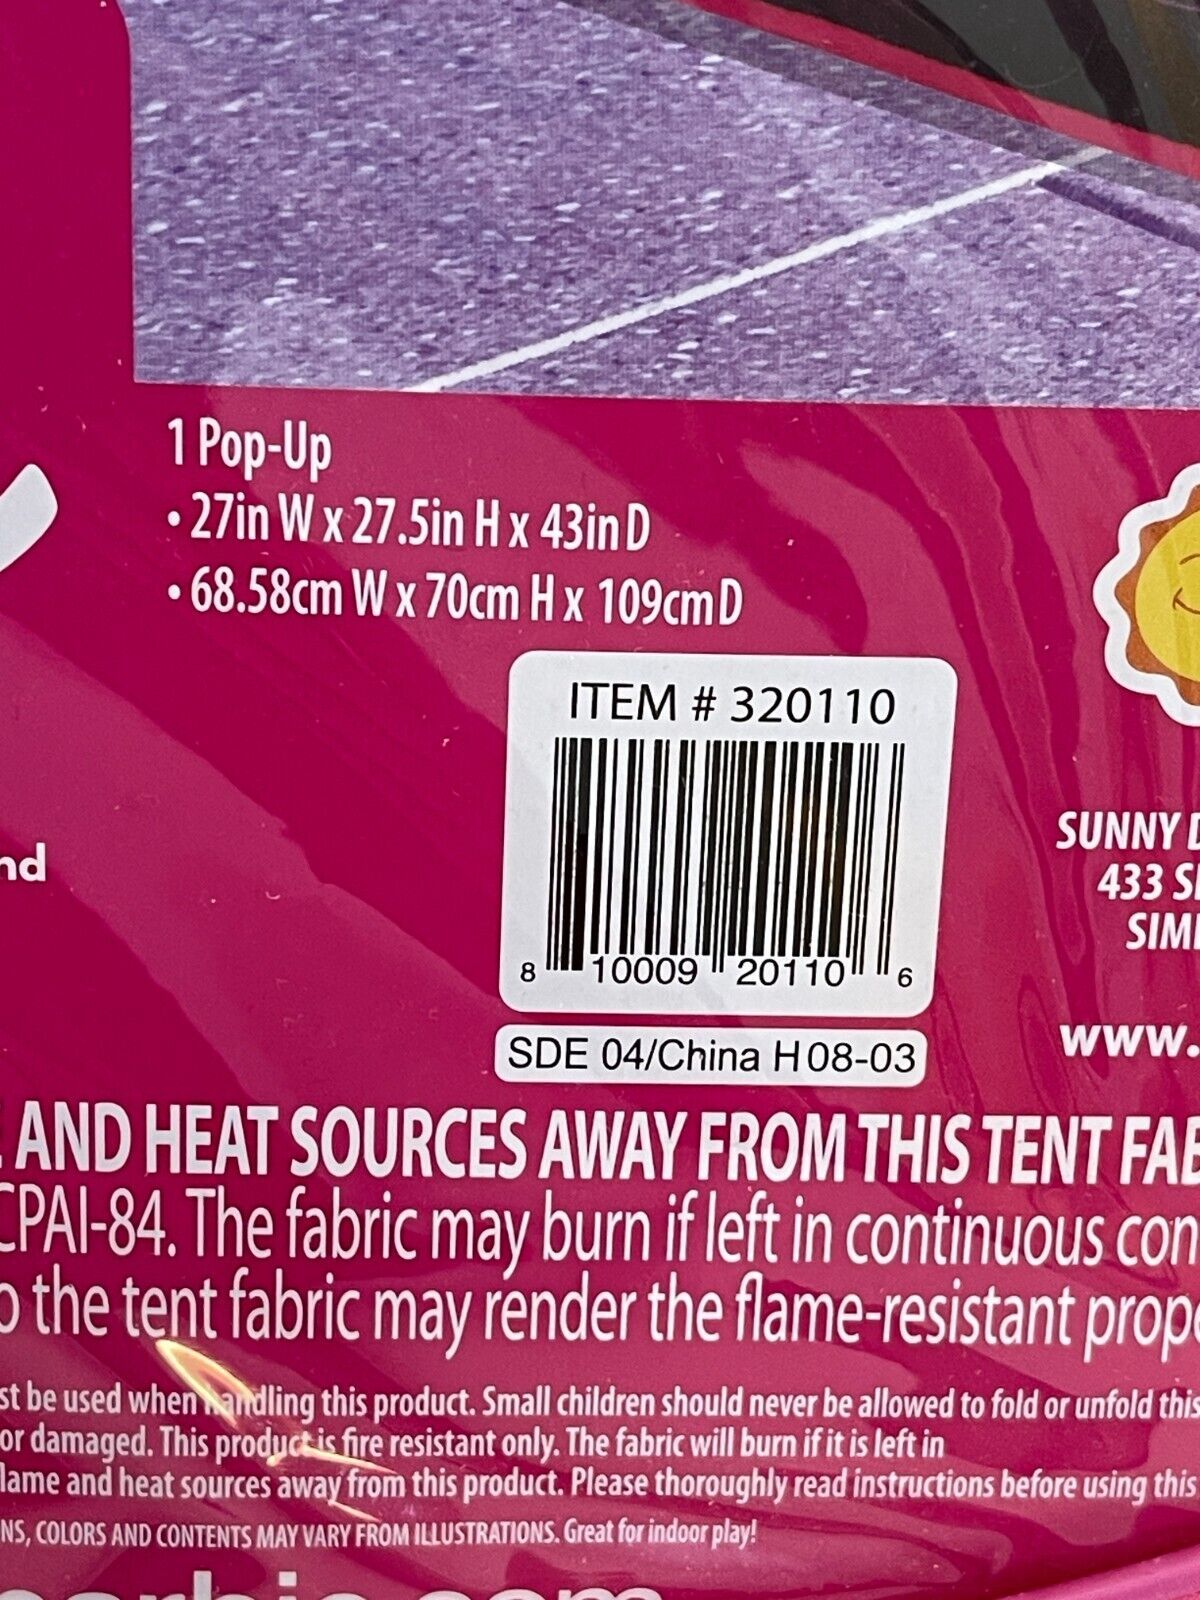 1 Pop-Up
• 27in W x 27.5in H x 43in D
• 68.58cm W x 70cm H x 109cm D
ITEM # 320110
8 10009 20110 6
SDE 04/China H 08-03
nd
SUNNY
433
SIMI
www.
AND HEAT SOURCES AWAY FROM THIS TENT FAB
CPAI-84. The fabric may burn if left in continuous con
o the tent fabric may render the flame-resistant prope
st be used when handling this product. Small children should never be allowed to fold or unfold this
or damaged. This product is fire resistant only. The fabric will burn if it is left in
lame and heat sources away from this product. Please thoroughly read instructions before using this
NS, COLORS AND CONTENTS MAY VARY FROM ILLUSTRATIONS. Great for indoor play!